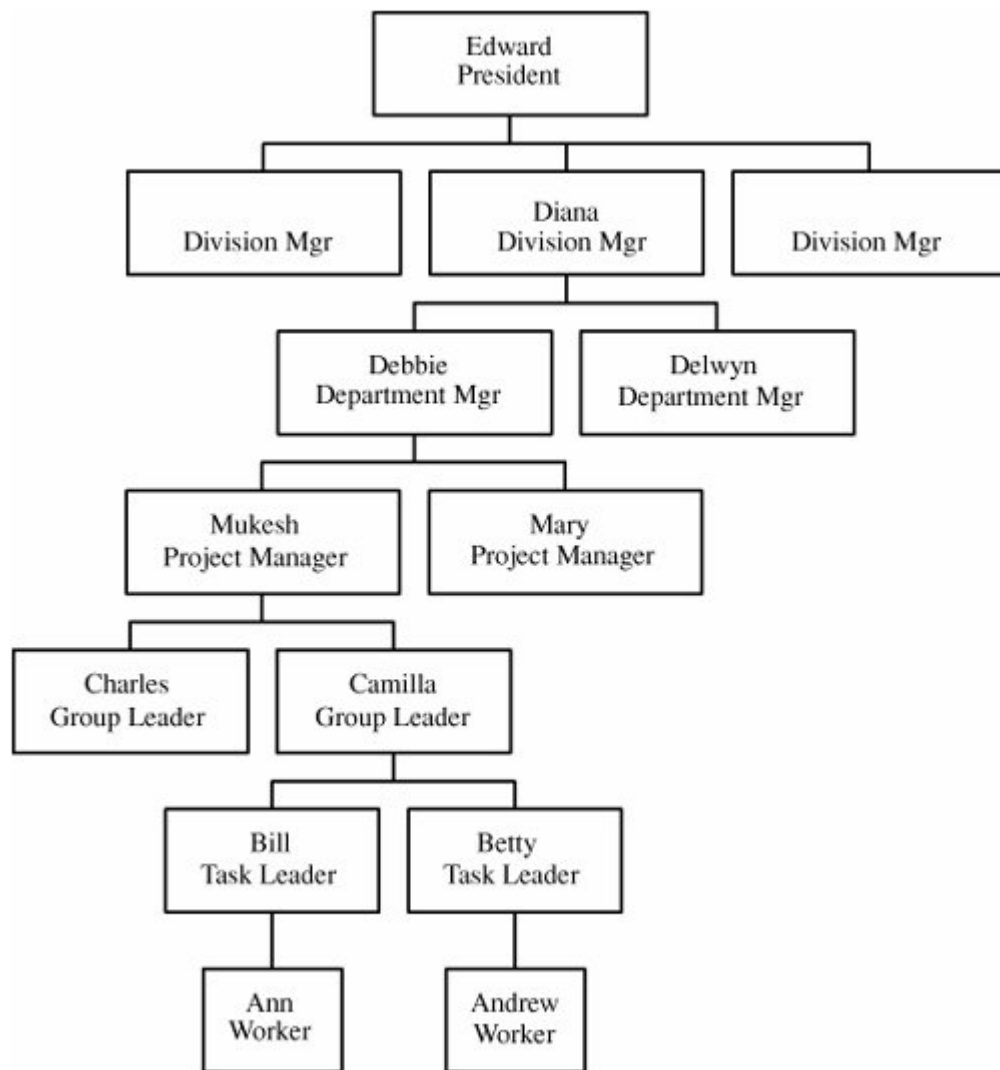 Edward
President
Division Mgr
Diana
Division Mgr
Division Mgr
Debbie
Department Mgr
Delwyn
Department Mgr
Mukesh
Project Manager
Mary
Project Manager
Charles
Group Leader
Camilla
Group Leader
Bill
Task Leader
Betty
Task Leader
Ann
Worker
Andrew
Worker